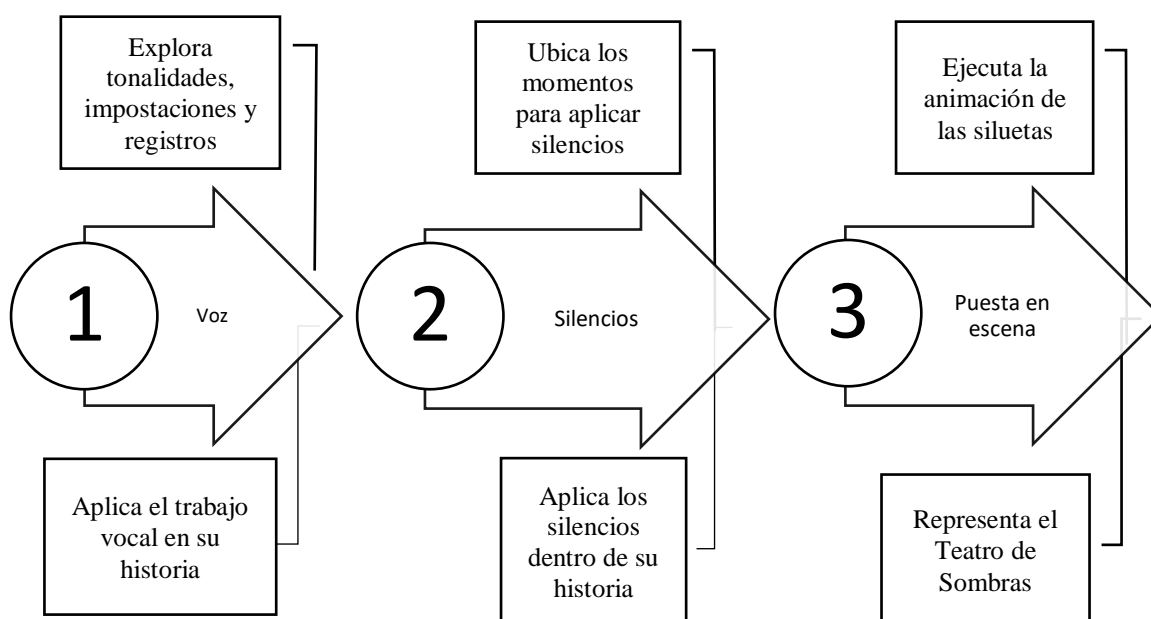 Explora
tonalidades,
impostaciones y
registros
Ubica los
momentos
para aplicar
silencios
Ejecuta la
animación de
las siluetas
1
Voz
2
Silencios
3
Puesta en
escena
Aplica el trabajo
vocal en su
historia
Aplica los
silencios
dentro de su
historia
Representa el
Teatro de
Sombras